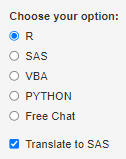 Choose your option:
R
SAS
VBA
PYTHON
Free Chat
Translate to SAS